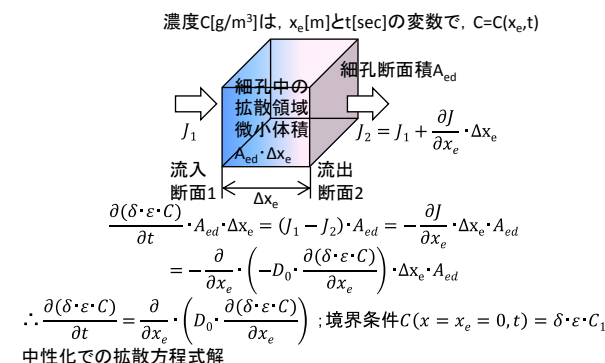 濃度C[g/m³]は，xₑ[m]とt[sec]の変数で，C=C(xₑ,t)
細孔断面積A_ed
細孔中の
拡散領域
微小体積
A_ed･Δxₑ
J₁
J₂ = J₁ + ∂J/∂xₑ･Δxₑ
流入
断面1
Δxₑ
流出
断面2
∂(δ･ε･C)/∂t･A_ed･Δxₑ = (J₁ − J₂)･A_ed = −∂J/∂xₑ･Δxₑ･A_ed
= −∂/∂xₑ･(−D₀･∂(δ･ε･C)/∂xₑ)･Δxₑ･A_ed
∴ ∂(δ･ε･C)/∂t = ∂/∂xₑ･(D₀･∂(δ･ε･C)/∂xₑ) ；境界条件C(x = xₑ = 0, t) = δ･ε･C₁
中性化での拡散方程式解